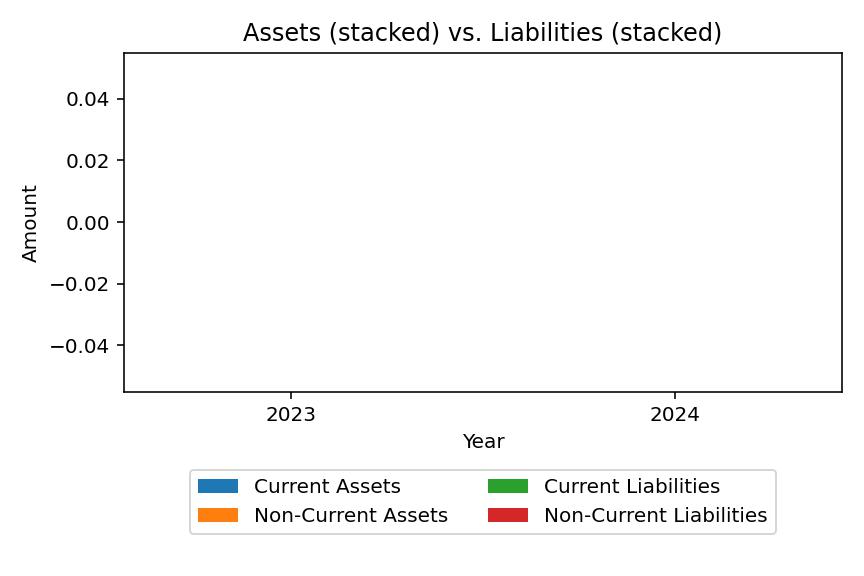 Assets (stacked) vs. Liabilities (stacked)
0.04
0.02
0.00
−0.02
−0.04
Amount
2023 2024
Year
Current Assets Current Liabilities
Non-Current Assets Non-Current Liabilities